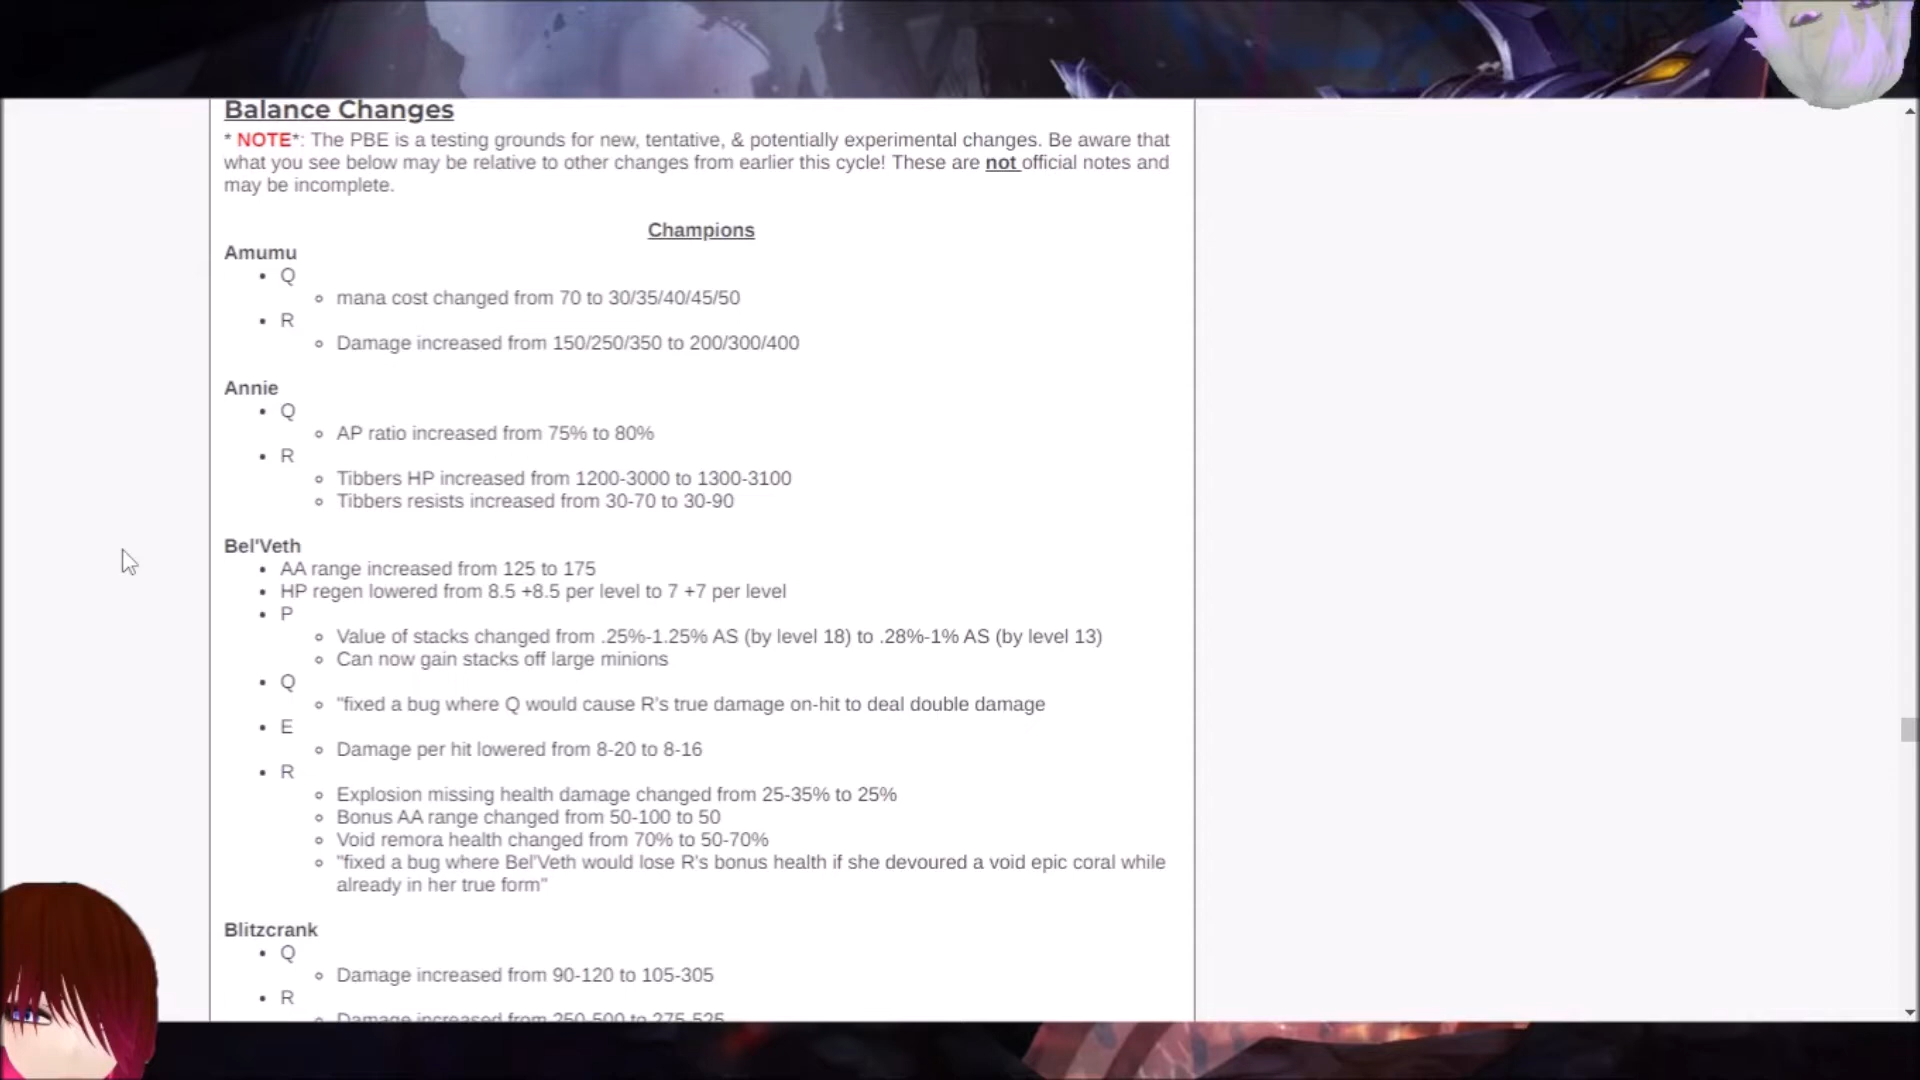 Balance Changes
* NOTE*: The PBE is a testing grounds for new, tentative, & potentially experimental changes. Be aware that
what you see below may be relative to other changes from earlier this cycle! These are not official notes and
may be incomplete.
Champions
Amumu
• Q
◦ mana cost changed from 70 to 30/35/40/45/50
• R
◦ Damage increased from 150/250/350 to 200/300/400
Annie
• Q
◦ AP ratio increased from 75% to 80%
• R
◦ Tibbers HP increased from 1200-3000 to 1300-3100
◦ Tibbers resists increased from 30-70 to 30-90
Bel'Veth
• AA range increased from 125 to 175
• HP regen lowered from 8.5 +8.5 per level to 7 +7 per level
• P
◦ Value of stacks changed from .25%-1.25% AS (by level 18) to .28%-1% AS (by level 13)
◦ Can now gain stacks off large minions
• Q
◦ "fixed a bug where Q would cause R's true damage on-hit to deal double damage
• E
◦ Damage per hit lowered from 8-20 to 8-16
• R
◦ Explosion missing health damage changed from 25-35% to 25%
◦ Bonus AA range changed from 50-100 to 50
◦ Void remora health changed from 70% to 50-70%
◦ "fixed a bug where Bel'Veth would lose R's bonus health if she devoured a void epic coral while
already in her true form"
Blitzcrank
• Q
◦ Damage increased from 90-120 to 105-305
• R
◦ Damage increased from 250-500 to 275-525